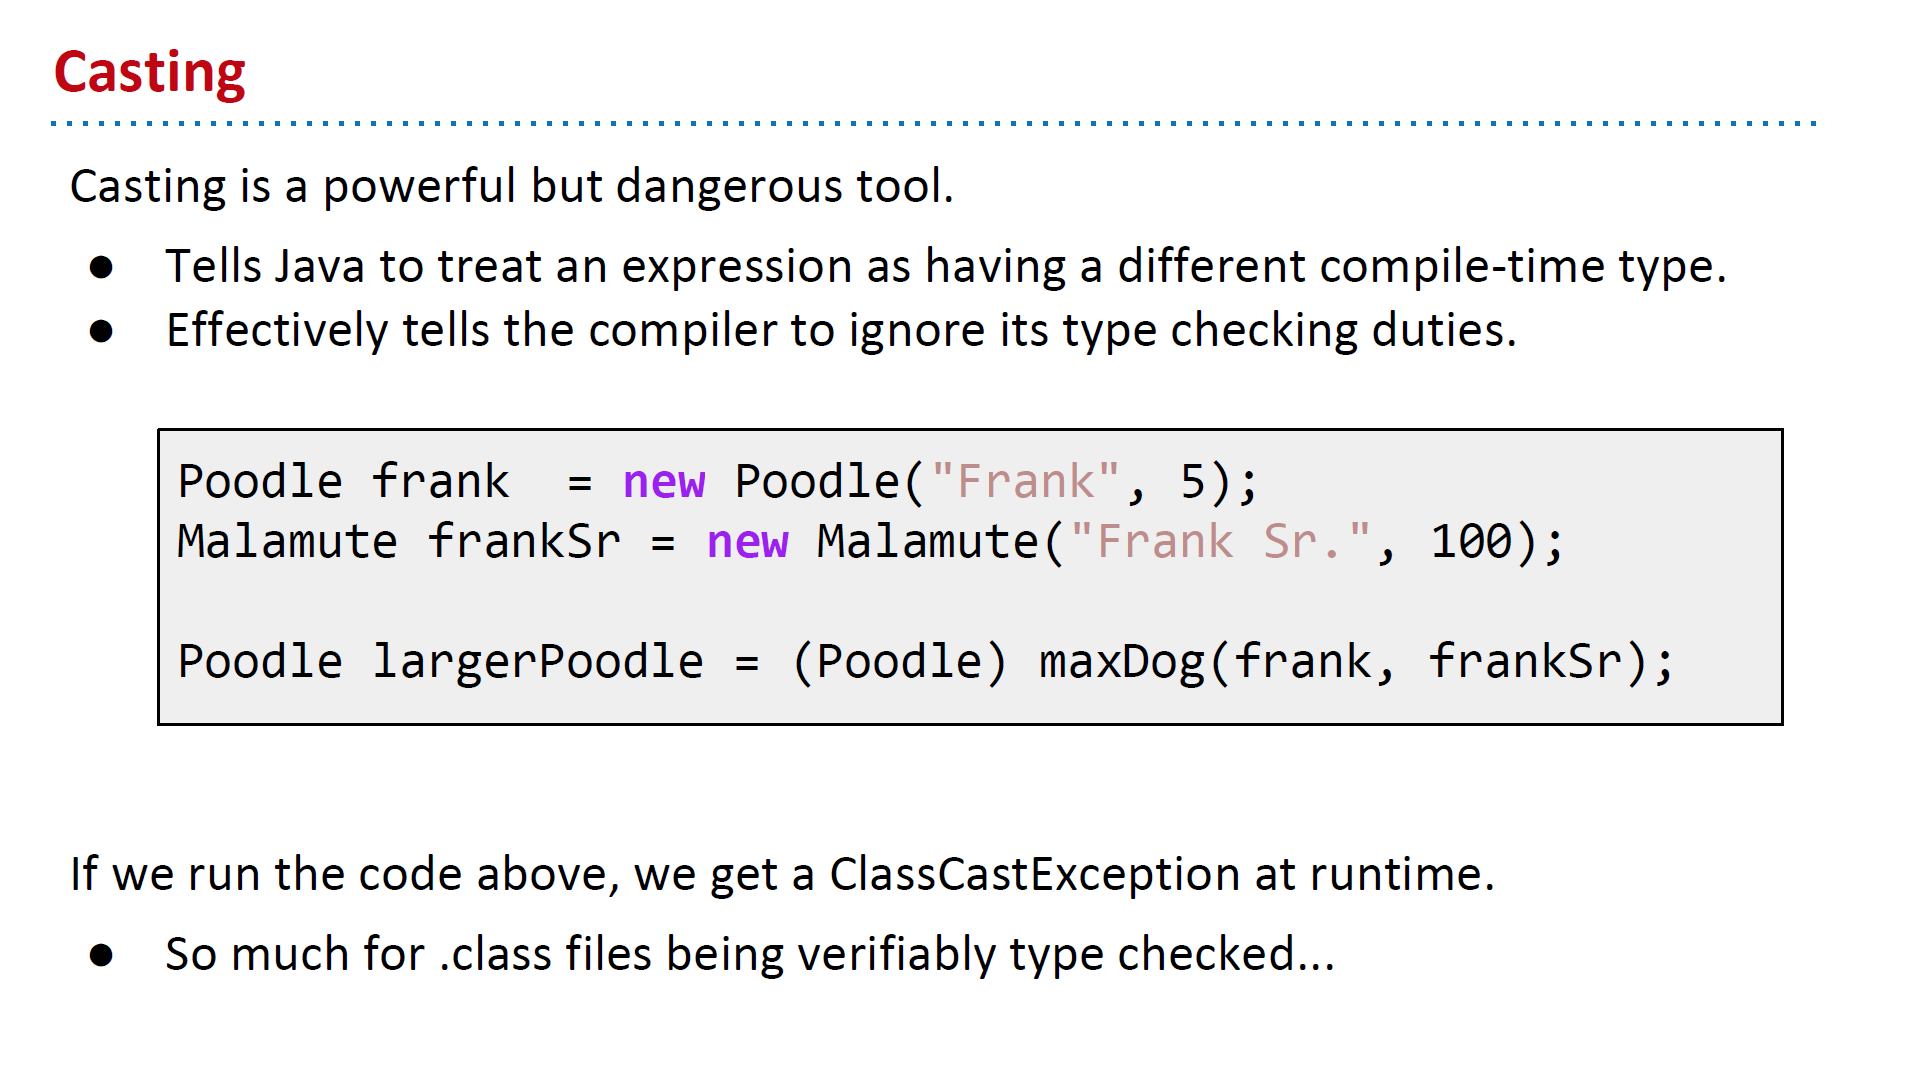 Casting
Casting is a powerful but dangerous tool.
● Tells Java to treat an expression as having a different compile-time type.
● Effectively tells the compiler to ignore its type checking duties.
Poodle frank  = new Poodle("Frank", 5);
Malamute frankSr = new Malamute("Frank Sr.", 100);
Poodle largerPoodle = (Poodle) maxDog(frank, frankSr);
If we run the code above, we get a ClassCastException at runtime.
● So much for .class files being verifiably type checked...